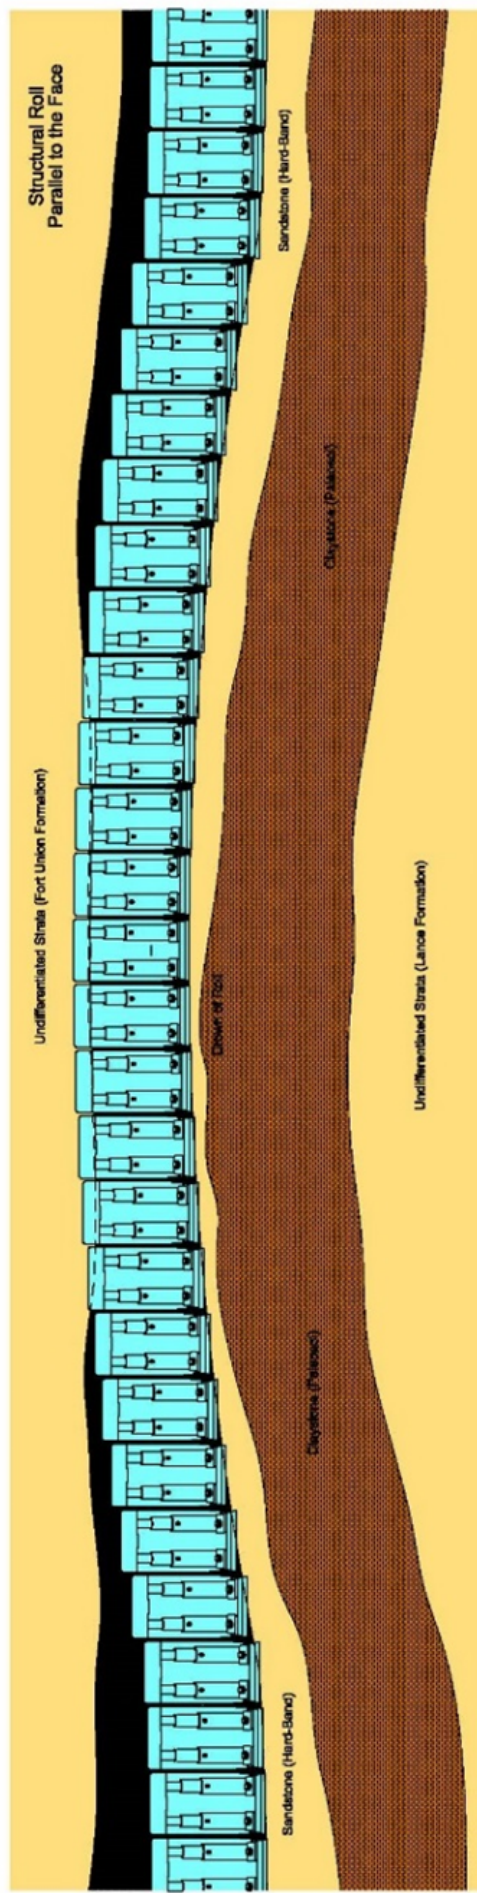 Structural Roll
Parallel to the Face
Undifferentiated Strata (Fort Union Formation)
Sandstone (Hard-Band)
Sandstone (Hard-Band)
Claystone (Paleosol)
Claystone (Paleosol)
Crown of Roll
Undifferentiated Strata (Lance Formation)